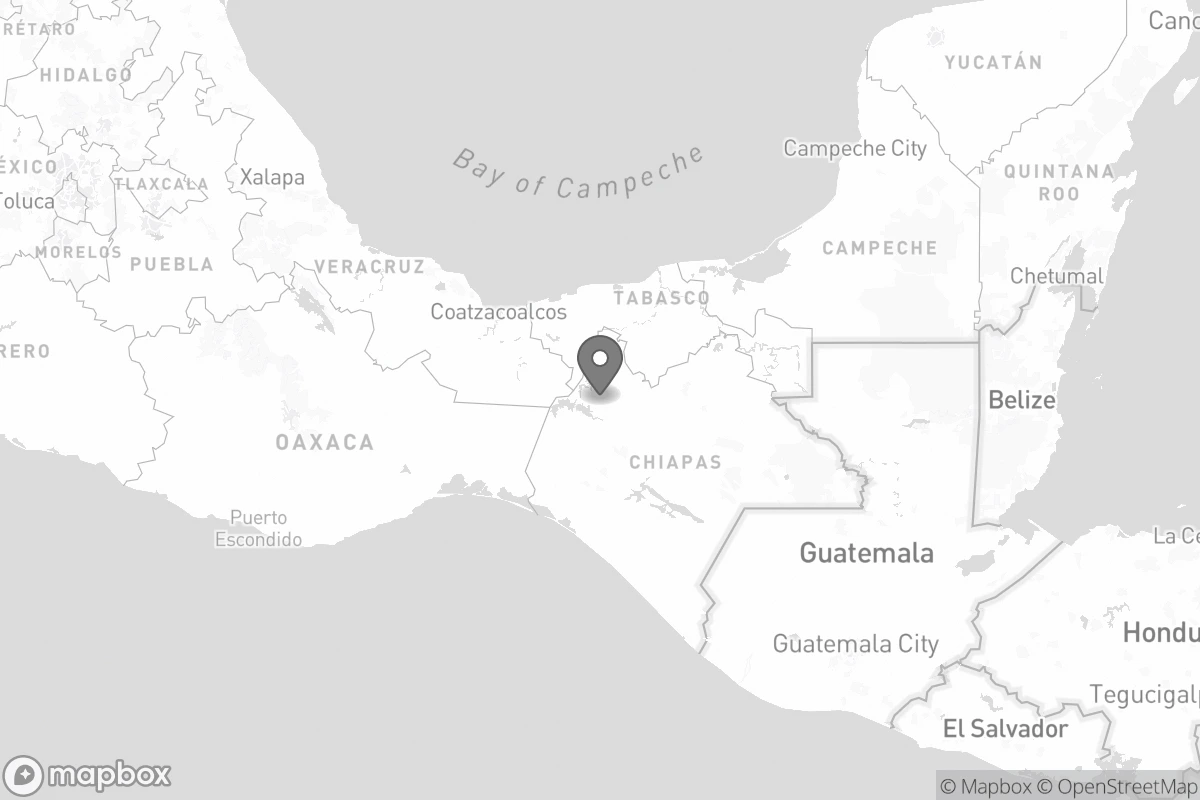 RÉTARO
HIDALGO
ÉXICO
TLAXCALA
Toluca
MORELOS
PUEBLA
Xalapa
VERACRUZ
RERO
OAXACA
Puerto
Escondido
Bay of Campeche
Coatzacoalcos
TABASCO
CHIAPAS
YUCATÁN
Canc
Campeche City
QUINTANA
ROO
CAMPECHE
Chetumal
Belize
Guatemala
La Ce
Hondu
Guatemala City
Tegucigalp
El Salvador
mapbox
© Mapbox © OpenStreetMap